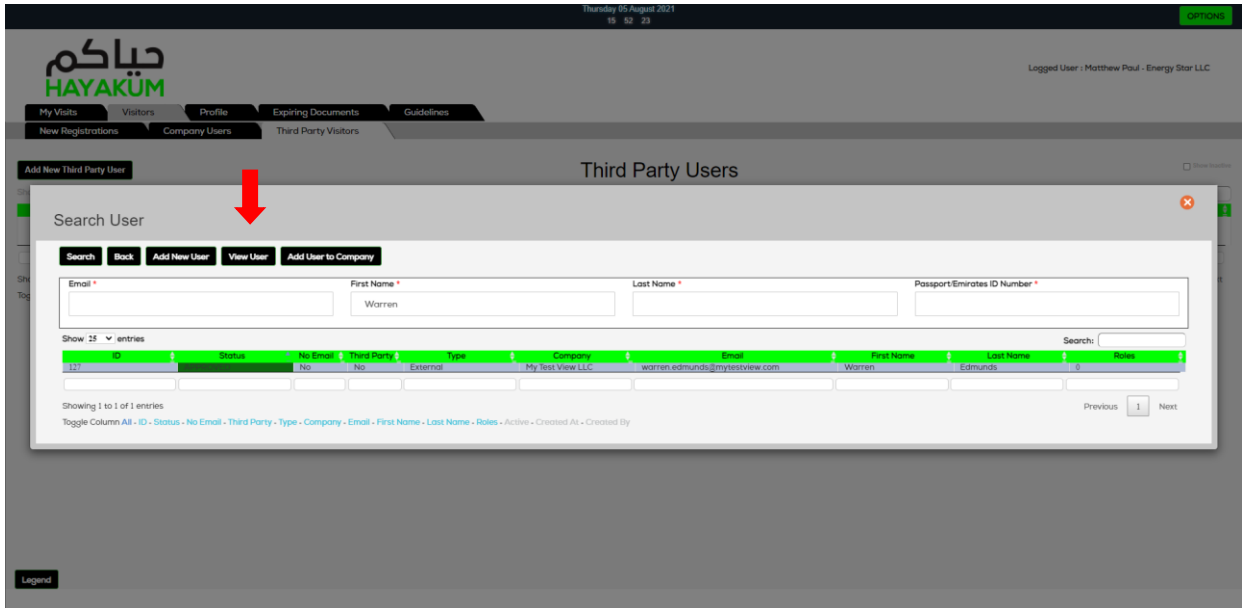 Thursday 05 August 2021
15 52 23
OPTIONS
حياكم
HAYAKUM
Logged User : Matthew Paul - Energy Star LLC
My Visits Visitors Profile Expiring Documents Guidelines
New Registrations Company Users Third Party Visitors
Add New Third Party User
Third Party Users
Show Inactive
Search User
Search Back Add New User View User Add User to Company
Email * First Name * Last Name * Passport/Emirates ID Number *
Warren
Show 25 entries
Search:
ID Status No Email Third Party Type Company Email First Name Last Name Roles
127 No No External My Test View LLC warren.edmunds@mytestview.com Warren Edmunds 0
Showing 1 to 1 of 1 entries
Previous 1 Next
Toggle Column All - ID - Status - No Email - Third Party - Type - Company - Email - First Name - Last Name - Roles - Active - Created At - Created By
Legend